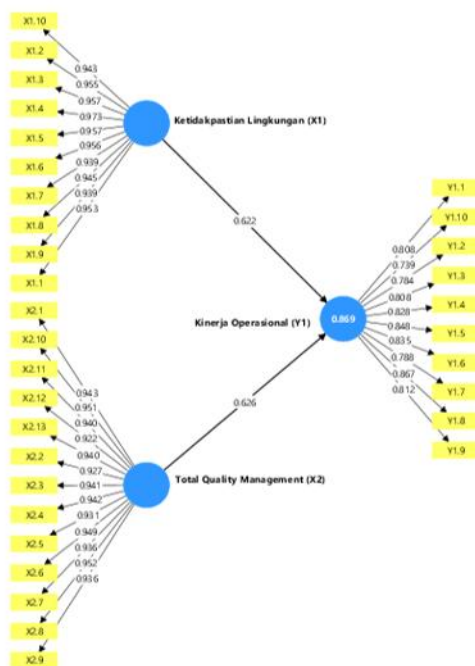 X1.10
X1.2
X1.3
X1.4
X1.5
X1.6
X1.7
X1.8
X1.9
X1.1
0.943
0.955
0.957
0.973
0.957
0.956
0.939
0.945
0.939
0.953
Ketidakpastian Lingkungan (X1)
0.622
X2.1
X2.10
X2.11
X2.12
X2.13
X2.2
X2.3
X2.4
X2.5
X2.6
X2.7
X2.8
X2.9
0.943
0.951
0.940
0.922
0.940
0.927
0.941
0.942
0.931
0.949
0.936
0.952
0.936
Total Quality Management (X2)
0.626
Kinerja Operasional (Y1)
0.869
0.808
0.739
0.784
0.808
0.828
0.848
0.835
0.788
0.867
0.812
Y1.1
Y1.10
Y1.2
Y1.3
Y1.4
Y1.5
Y1.6
Y1.7
Y1.8
Y1.9